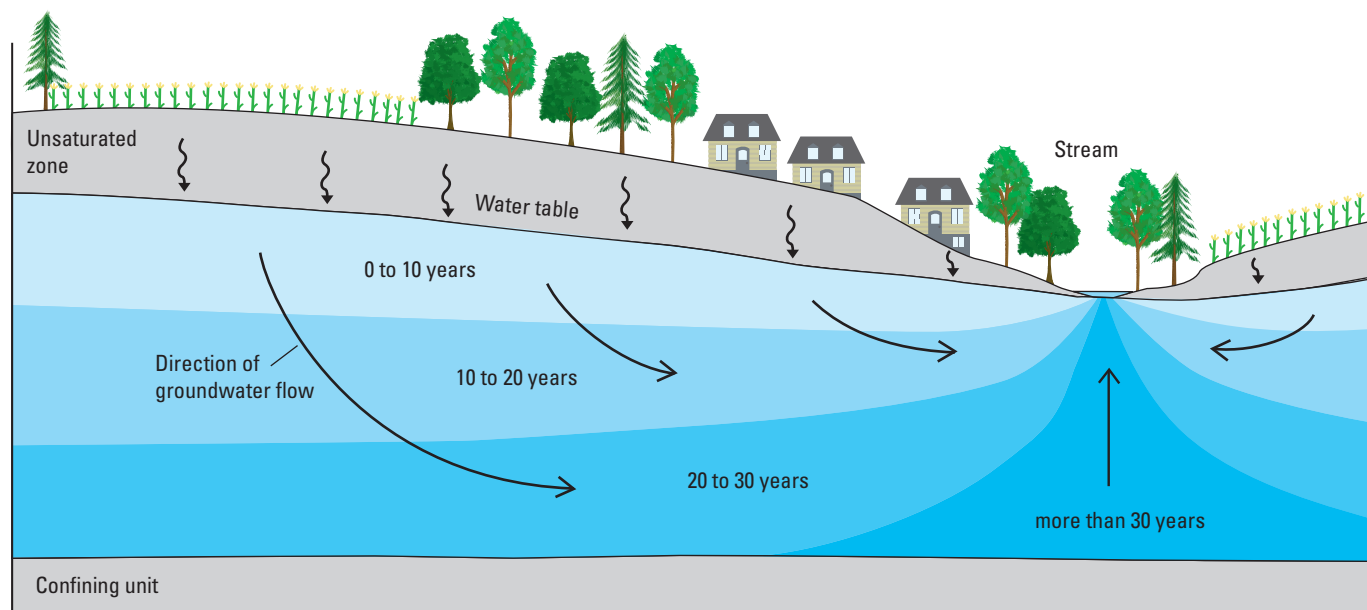 Unsaturated
zone
Stream
Water table
0 to 10 years
Direction of
groundwater flow
10 to 20 years
20 to 30 years
more than 30 years
Confining unit